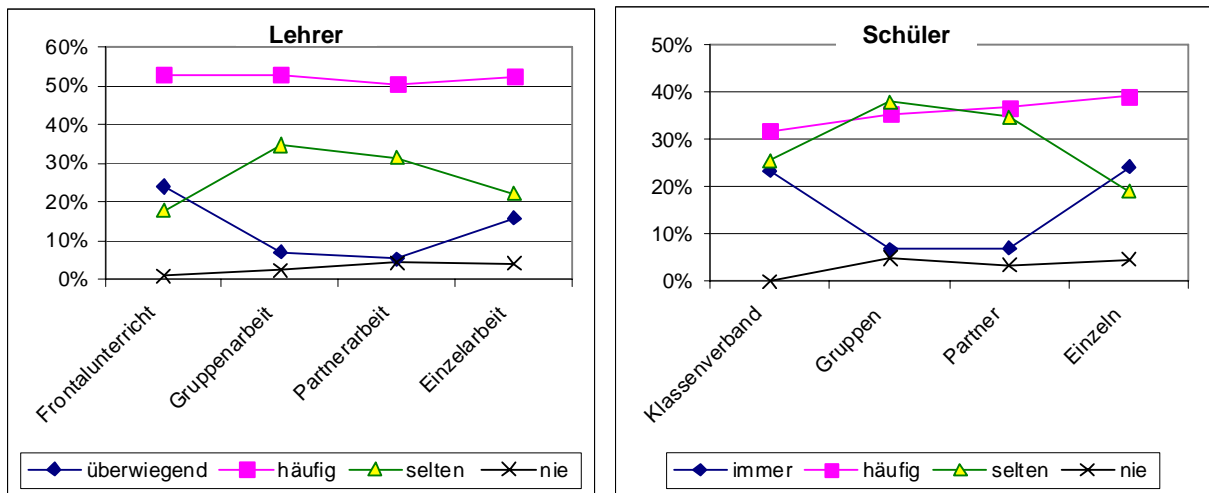 Lehrer
60%
50%
40%
30%
20%
10%
0%
Frontalunterricht
Gruppenarbeit
Partnerarbeit
Einzelarbeit
überwiegend häufig selten nie
Schüler
50%
40%
30%
20%
10%
0%
Klassenverband
Gruppen
Partner
Einzeln
immer häufig selten nie